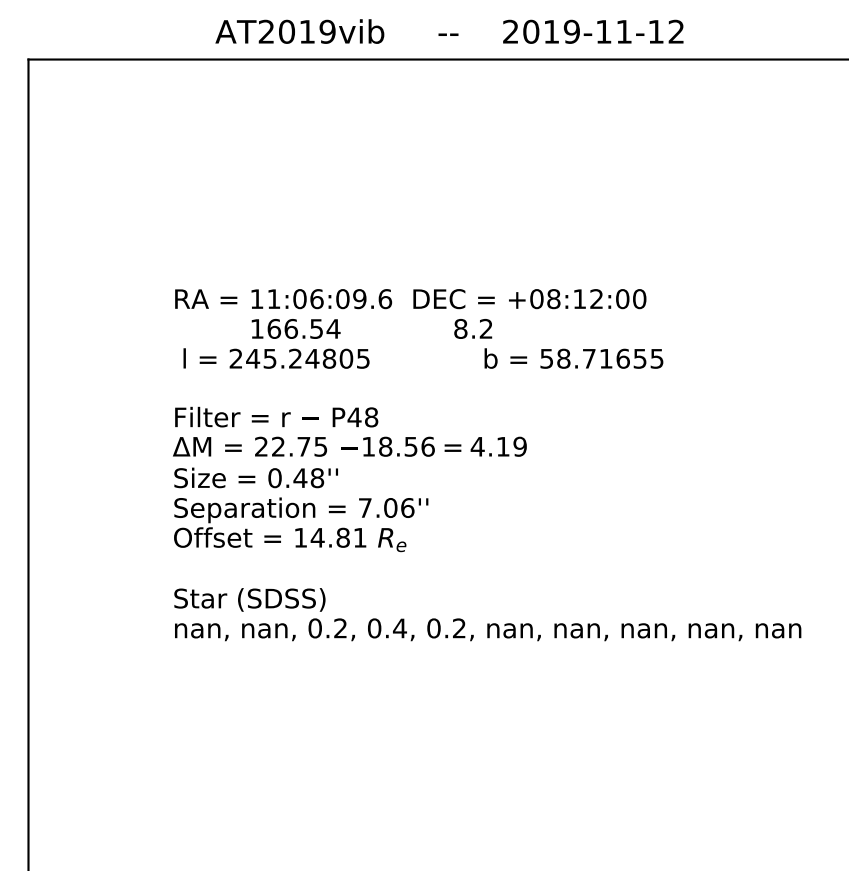 AT2019vib -- 2019-11-12
RA = 11:06:09.6 DEC = +08:12:00
166.54 8.2
l = 245.24805 b = 58.71655
Filter = r − P48
ΔM = 22.75 −18.56 = 4.19
Size = 0.48''
Separation = 7.06''
Offset = 14.81 Rₑ
Star (SDSS)
nan, nan, 0.2, 0.4, 0.2, nan, nan, nan, nan, nan